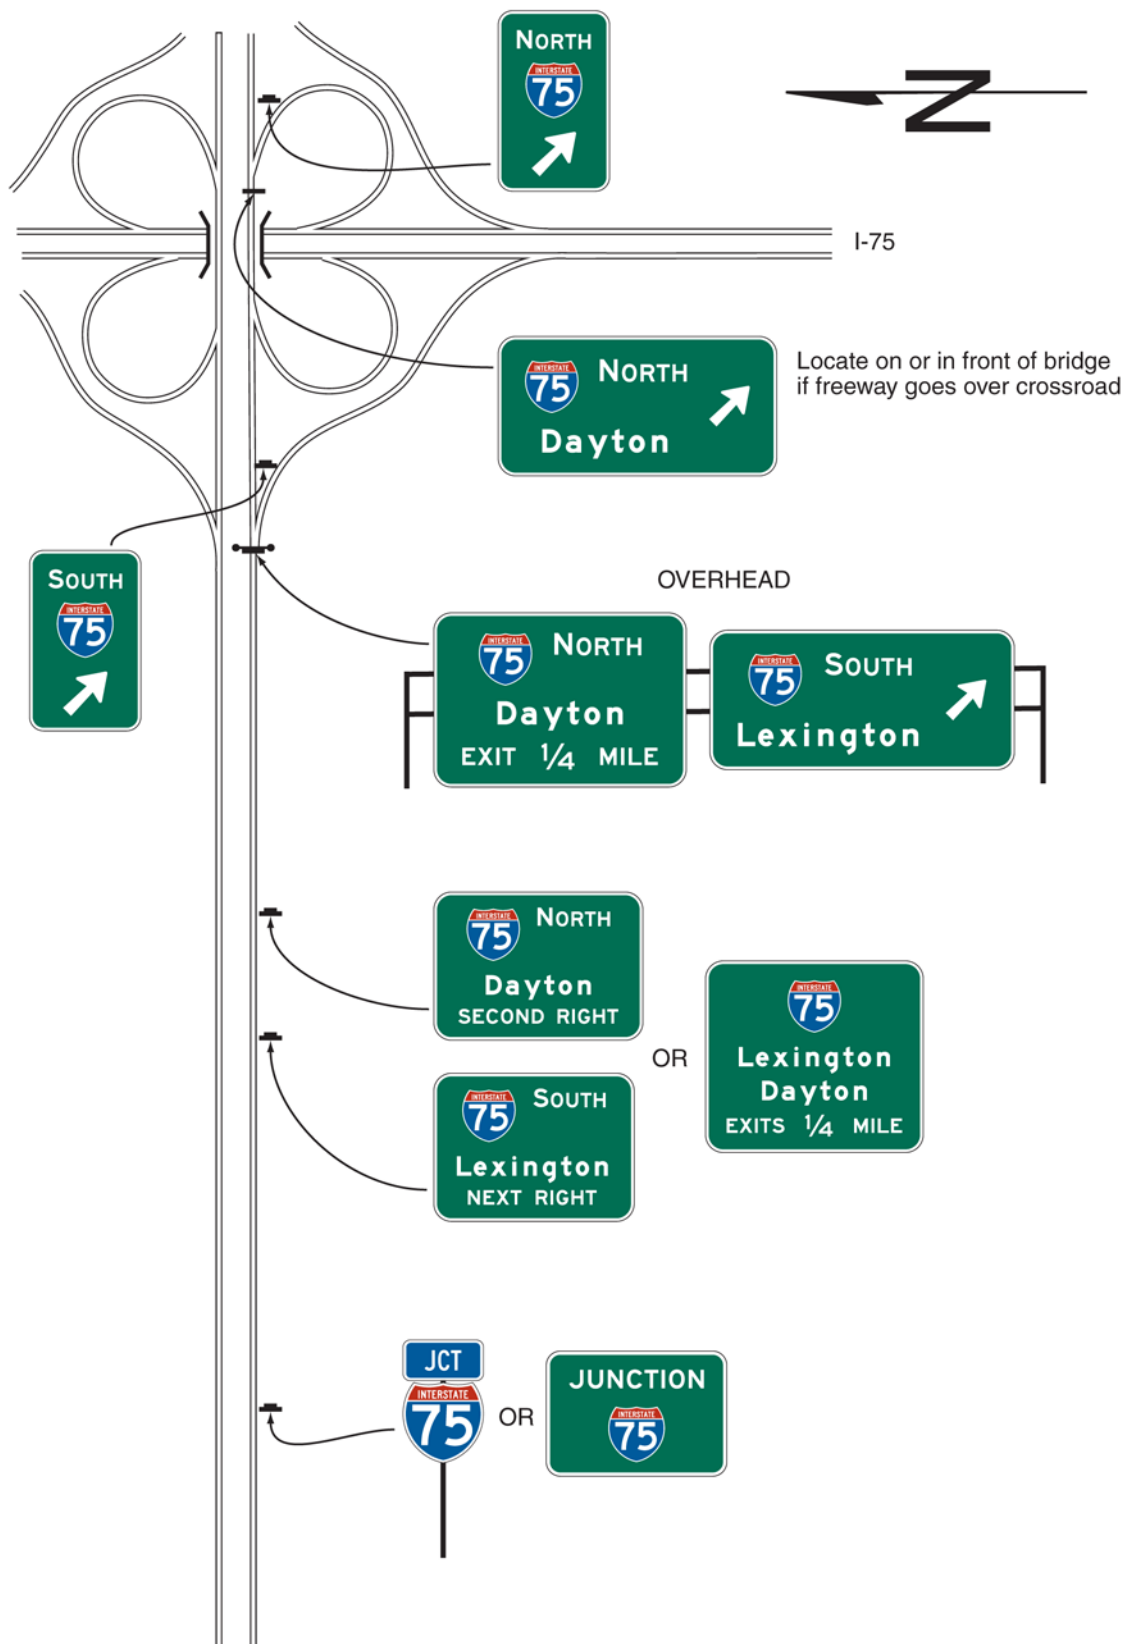 NORTH
INTERSTATE
75
N
I-75
INTERSTATE
75
NORTH
Dayton
Locate on or in front of bridge
if freeway goes over crossroad
SOUTH
INTERSTATE
75
OVERHEAD
INTERSTATE
75
NORTH
Dayton
EXIT 1/4 MILE
INTERSTATE
75
SOUTH
Lexington
INTERSTATE
75
NORTH
Dayton
SECOND RIGHT
INTERSTATE
75
SOUTH
Lexington
NEXT RIGHT
OR
INTERSTATE
75
Lexington
Dayton
EXITS 1/4 MILE
JCT
INTERSTATE
75
OR
JUNCTION
INTERSTATE
75